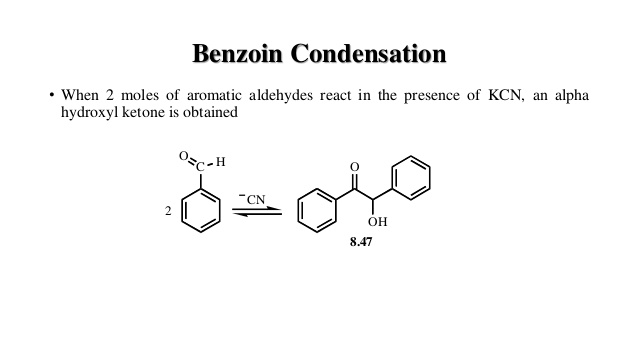 Benzoin Condensation
• When 2 moles of aromatic aldehydes react in the presence of KCN, an alpha
hydroxyl ketone is obtained
O
C H
O
2
⁻CN
OH
8.47